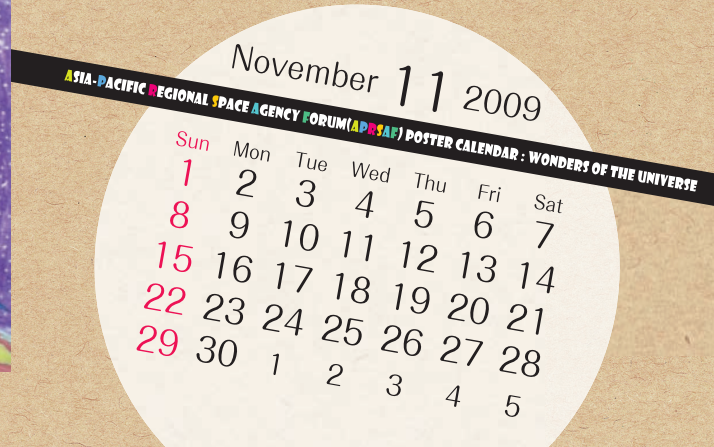 November 11 2009
ASIA-PACIFIC REGIONAL SPACE AGENCY FORUM(APRSAF) POSTER CALENDAR : WONDERS OF THE UNIVERSE
Sun Mon Tue Wed Thu Fri Sat
1 2 3 4 5 6 7
8 9 10 11 12 13 14
15 16 17 18 19 20 21
22 23 24 25 26 27 28
29 30 1 2 3 4 5